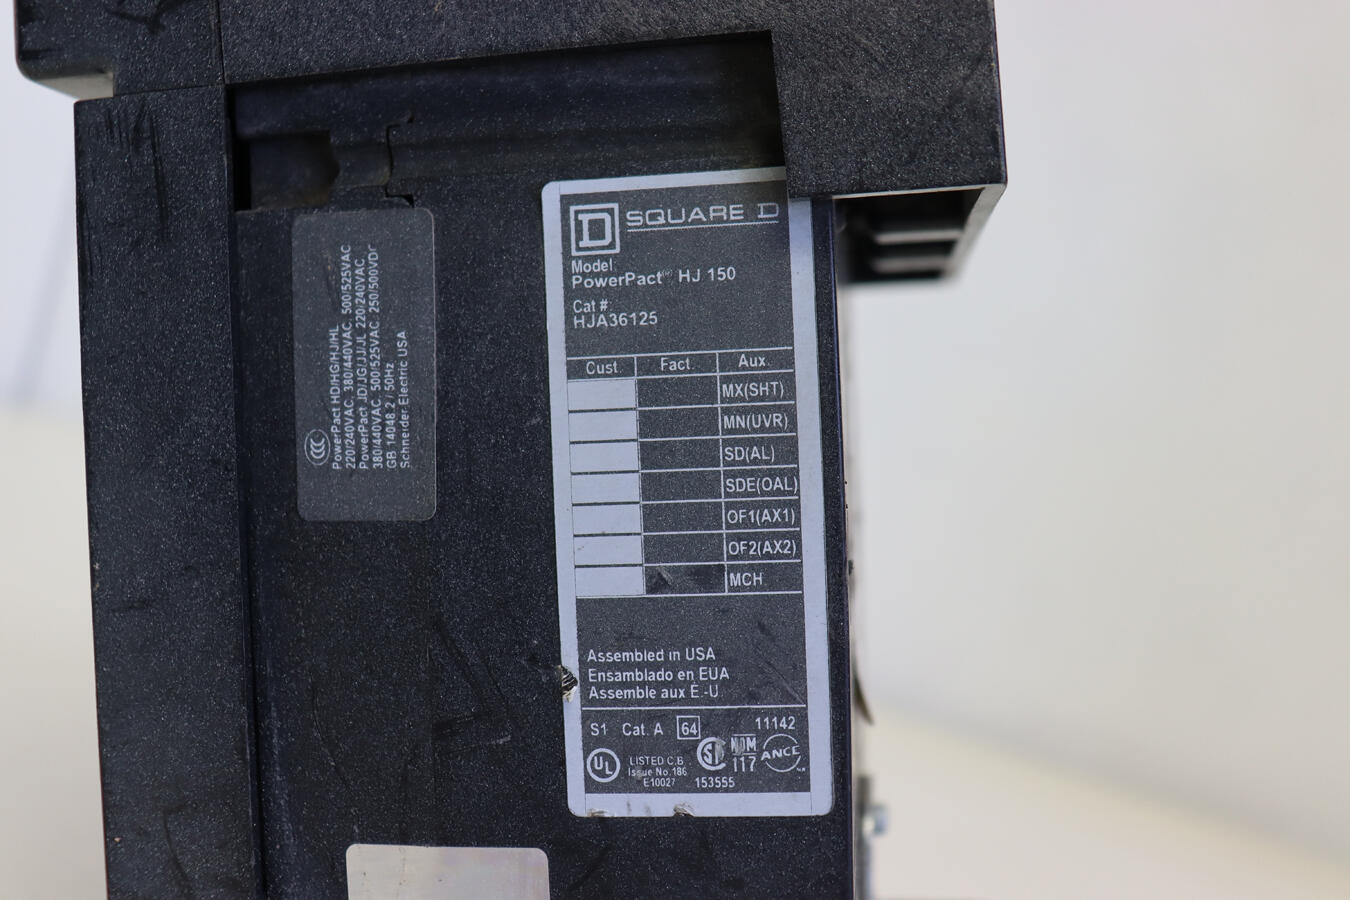 PowerPact HD/HG/HJ/HL
220/240VAC, 380/440VAC, 500/525VAC
PowerPact JD/JG/JJ/JL 220/240VAC
380/440VAC, 500/525VAC, 250/500VDC
GB 14048.2 / 50Hz
Schneider Electric USA
D SQUARE D
Model
PowerPact HJ 150
Cat #
HJA36125
Cust. Fact. Aux.
MX(SHT)
MN(UVR)
SD(AL)
SDE(OAL)
OF1(AX1)
OF2(AX2)
MCH
Assembled in USA
Ensamblado en EUA
Assemble aux E.-U
S1 Cat. A 64 11142
UL LISTED C.B.
Issue No.186
E10027
NOM
117
ANCE
153555